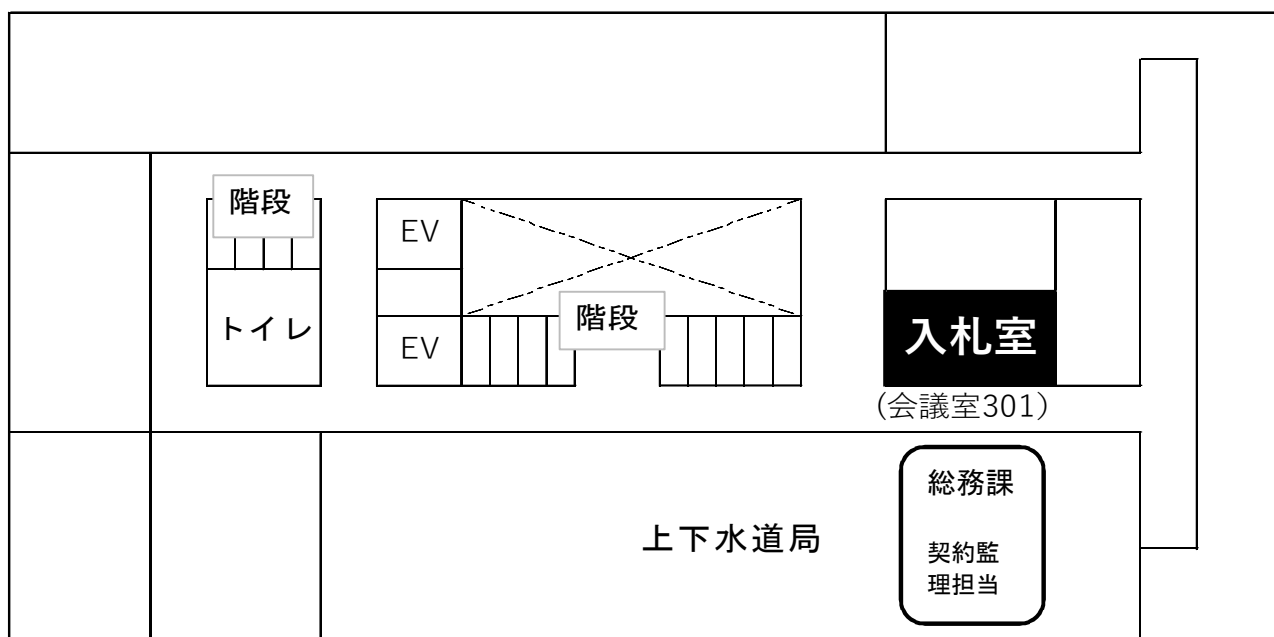 階段
EV
トイレ
階段
EV
入札室
(会議室301)
総務課
上下水道局
契約監
理担当